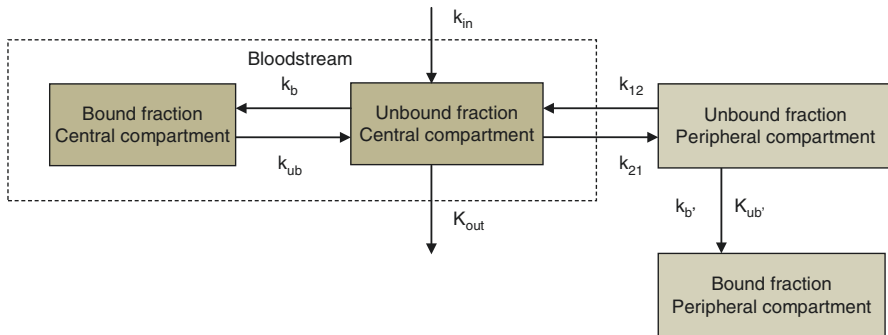 k_in
Bloodstream
k_b
k_12
Bound fraction
Central compartment
Unbound fraction
Central compartment
Unbound fraction
Peripheral compartment
k_ub
k_21
K_out
k_b'
K_ub'
Bound fraction
Peripheral compartment